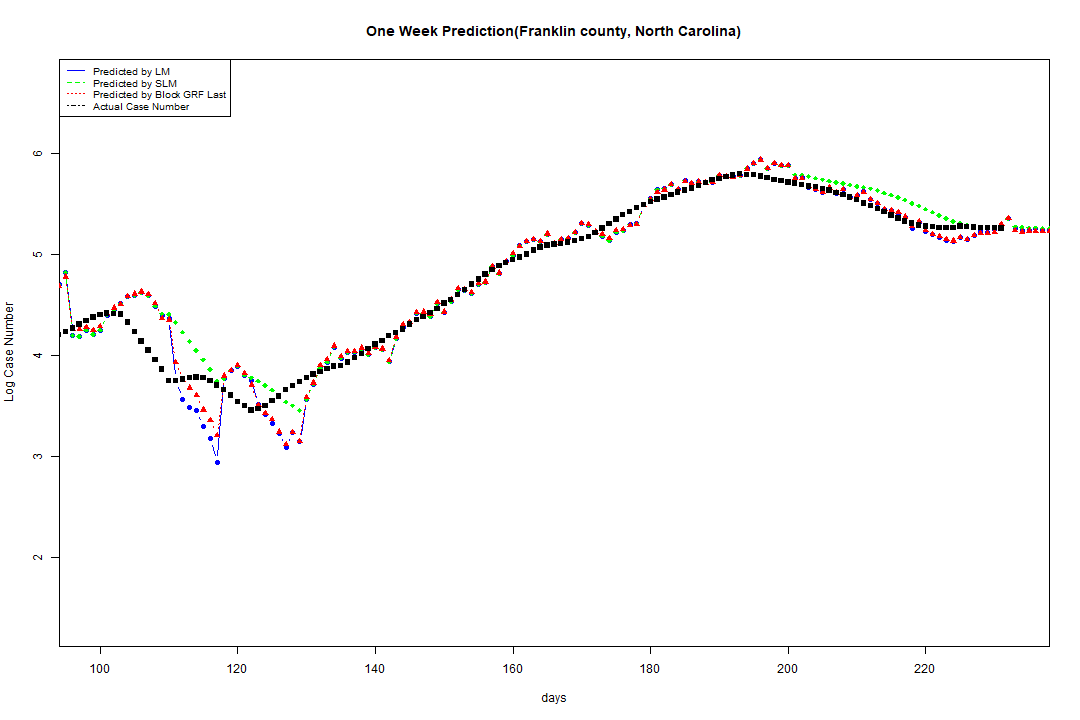 One Week Prediction(Franklin county, North Carolina)
Predicted by LM
Predicted by SLM
Predicted by Block GRF Last
Actual Case Number
6
5
4
3
2
Log Case Number
100 120 140 160 180 200 220
days